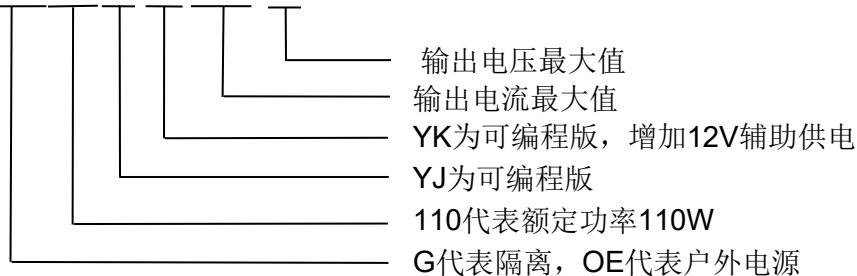 输出电压最大值
输出电流最大值
YK为可编程版，增加12V辅助供电
YJ为可编程版
110代表额定功率110W
G代表隔离，OE代表户外电源